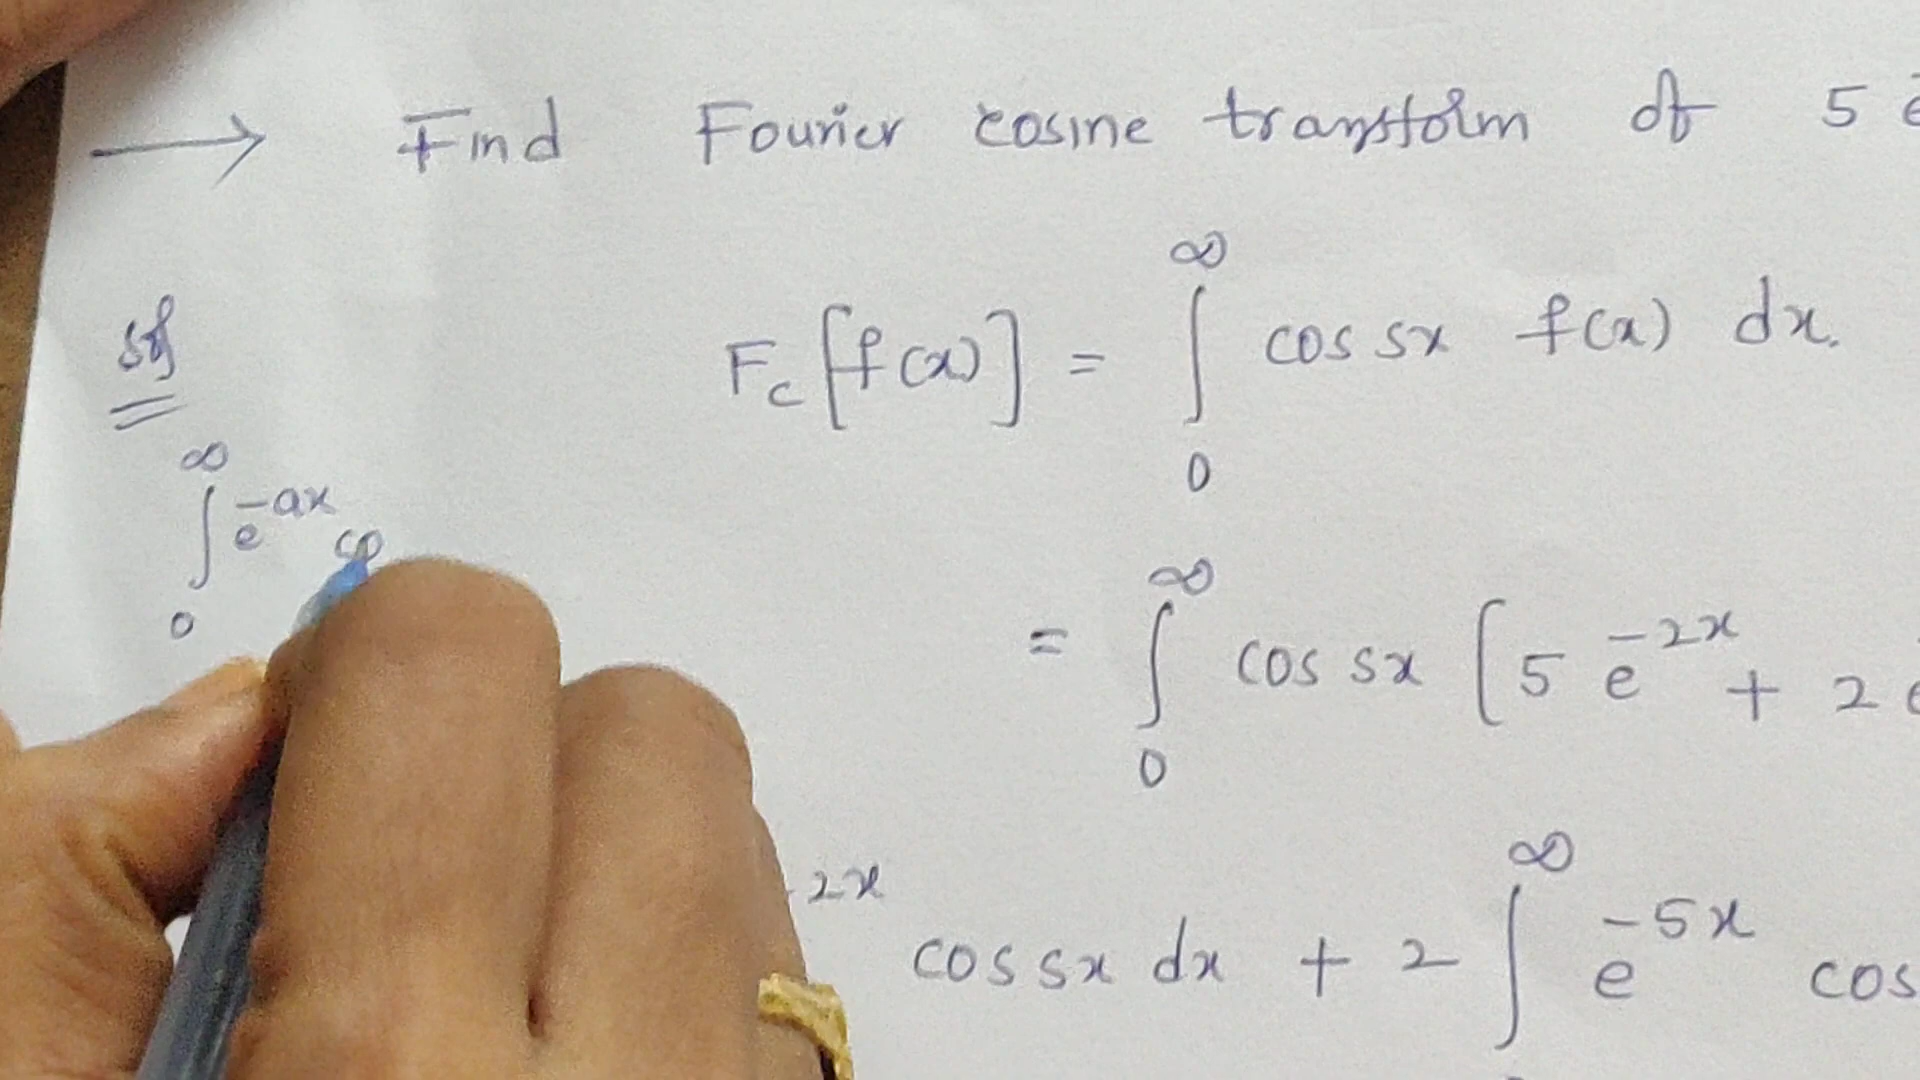 → Find Fourier cosine transform of 5 e
Sol
F_c [f(x)] = ∫_0^∞ cos sx f(x) dx.
∫_0^∞ e^{-ax} co
= ∫_0^∞ cos sx [5 e^{-2x} + 2 e
2x cos sx dx + 2 ∫^∞ e^{-5x} cos